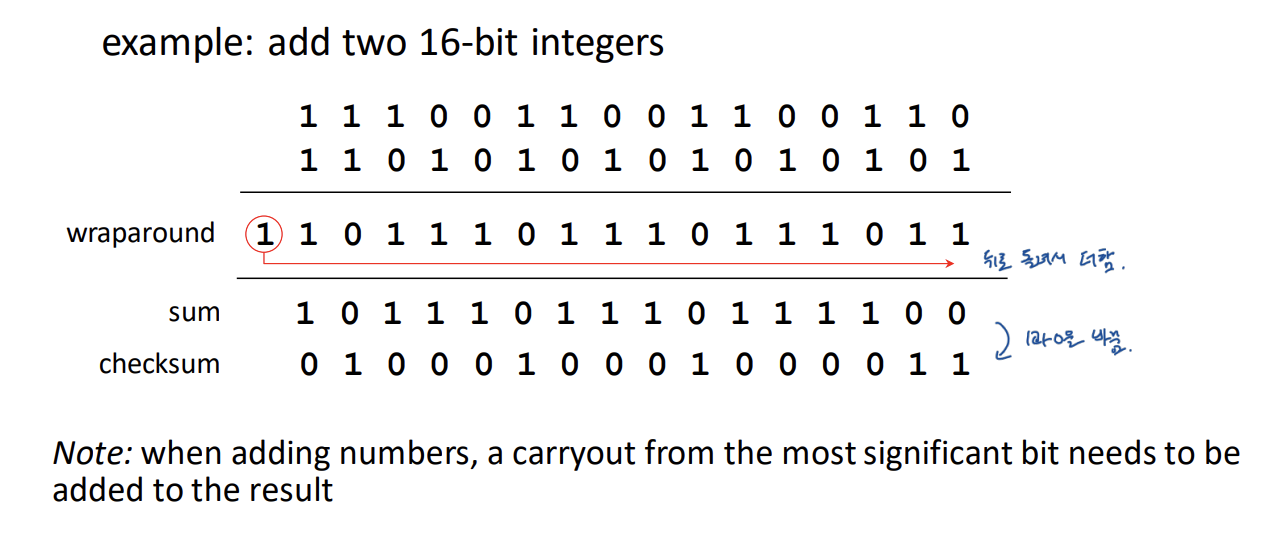 example: add two 16-bit integers
1 1 1 0 0 1 1 0 0 1 1 0 0 1 1 0
1 1 0 1 0 1 0 1 0 1 0 1 0 1 0 1
wraparound 1 1 0 1 1 1 0 1 1 1 0 1 1 1 0 1 1
뒤로 돌려서 더함.
sum 1 0 1 1 1 0 1 1 1 0 1 1 1 1 0 0
1과 0을 바꿈.
checksum 0 1 0 0 0 1 0 0 0 1 0 0 0 0 1 1
Note: when adding numbers, a carryout from the most significant bit needs to be
added to the result